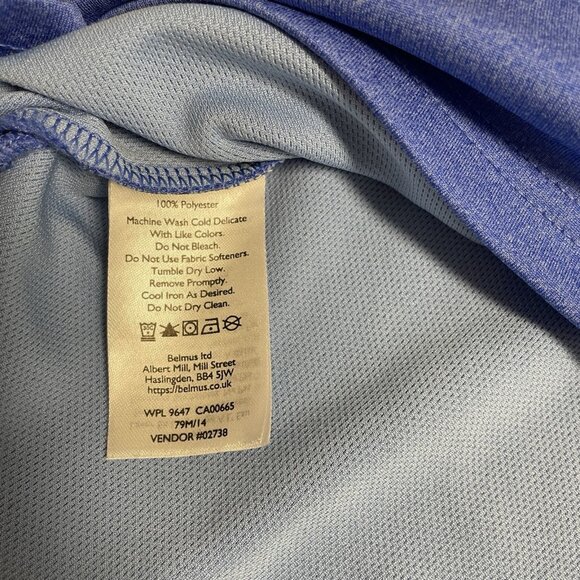 100% Polyester
Machine Wash Cold Delicate
With Like Colors.
Do Not Bleach.
Do Not Use Fabric Softeners.
Tumble Dry Low.
Remove Promptly.
Cool Iron As Desired.
Do Not Dry Clean.
Belmus ltd
Albert Mill, Mill Street
Haslingden, BB4 5JW
https://belmus.co.uk
WPL 9647 CA00665
79M/14
VENDOR #02738